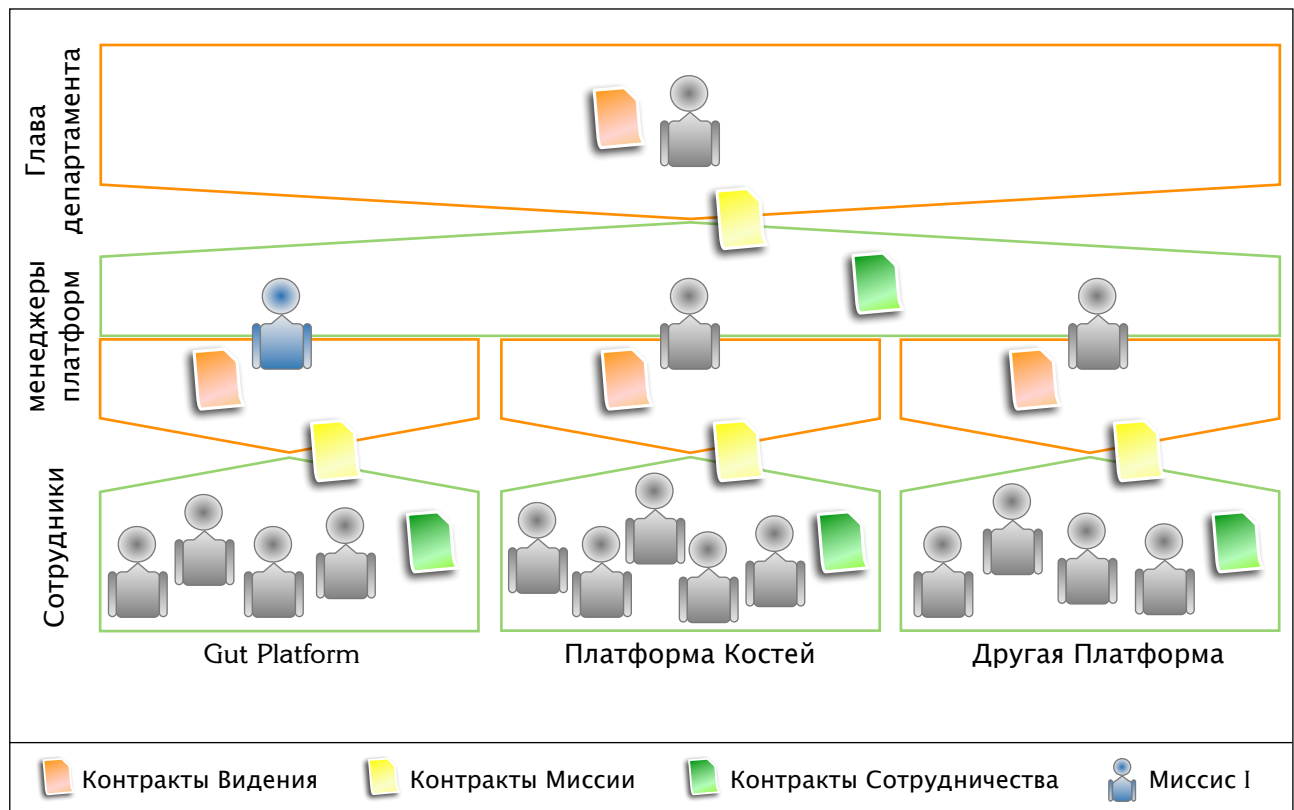 Глава
департамента
менеджеры
платформ
Сотрудники
Gut Platform
Платформа Костей
Другая Платформа
Контракты Видения
Контракты Миссии
Контракты Сотрудничества
Миссис I